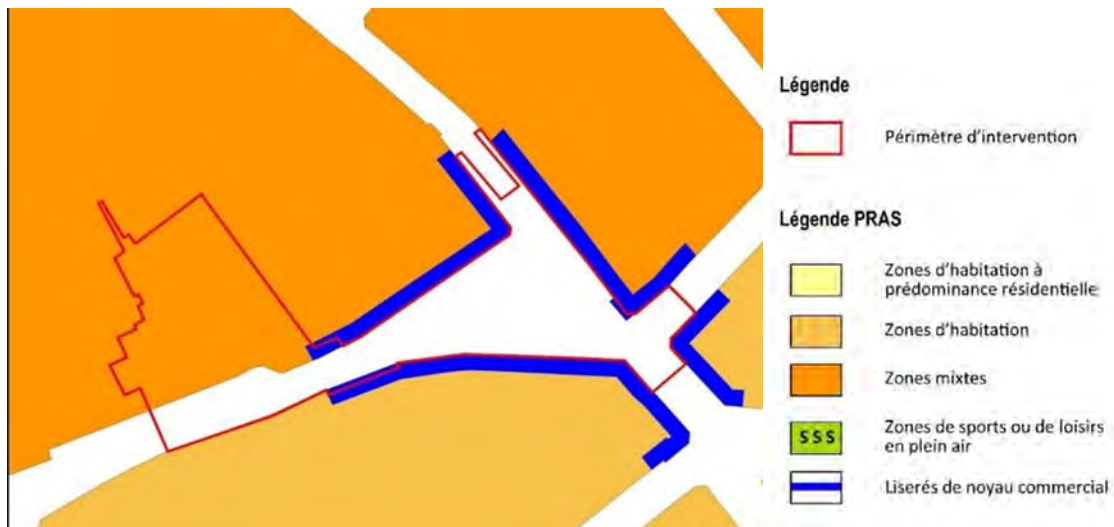 Légende
Périmètre d'intervention
Légende PRAS
Zones d'habitation à
prédominance résidentielle
Zones d'habitation
Zones mixtes
SSS
Zones de sports ou de loisirs
en plein air
Liserés de noyau commercial